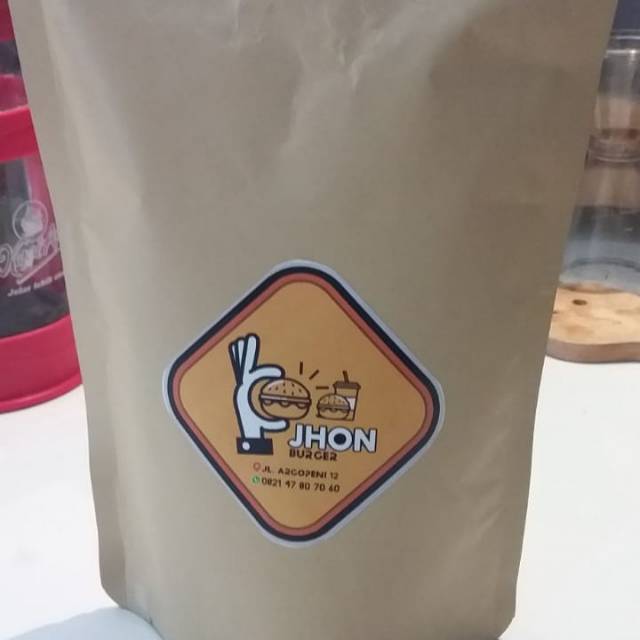 JHON
BURGER
JL. ARGOPENI 12
0821 47 80 70 60